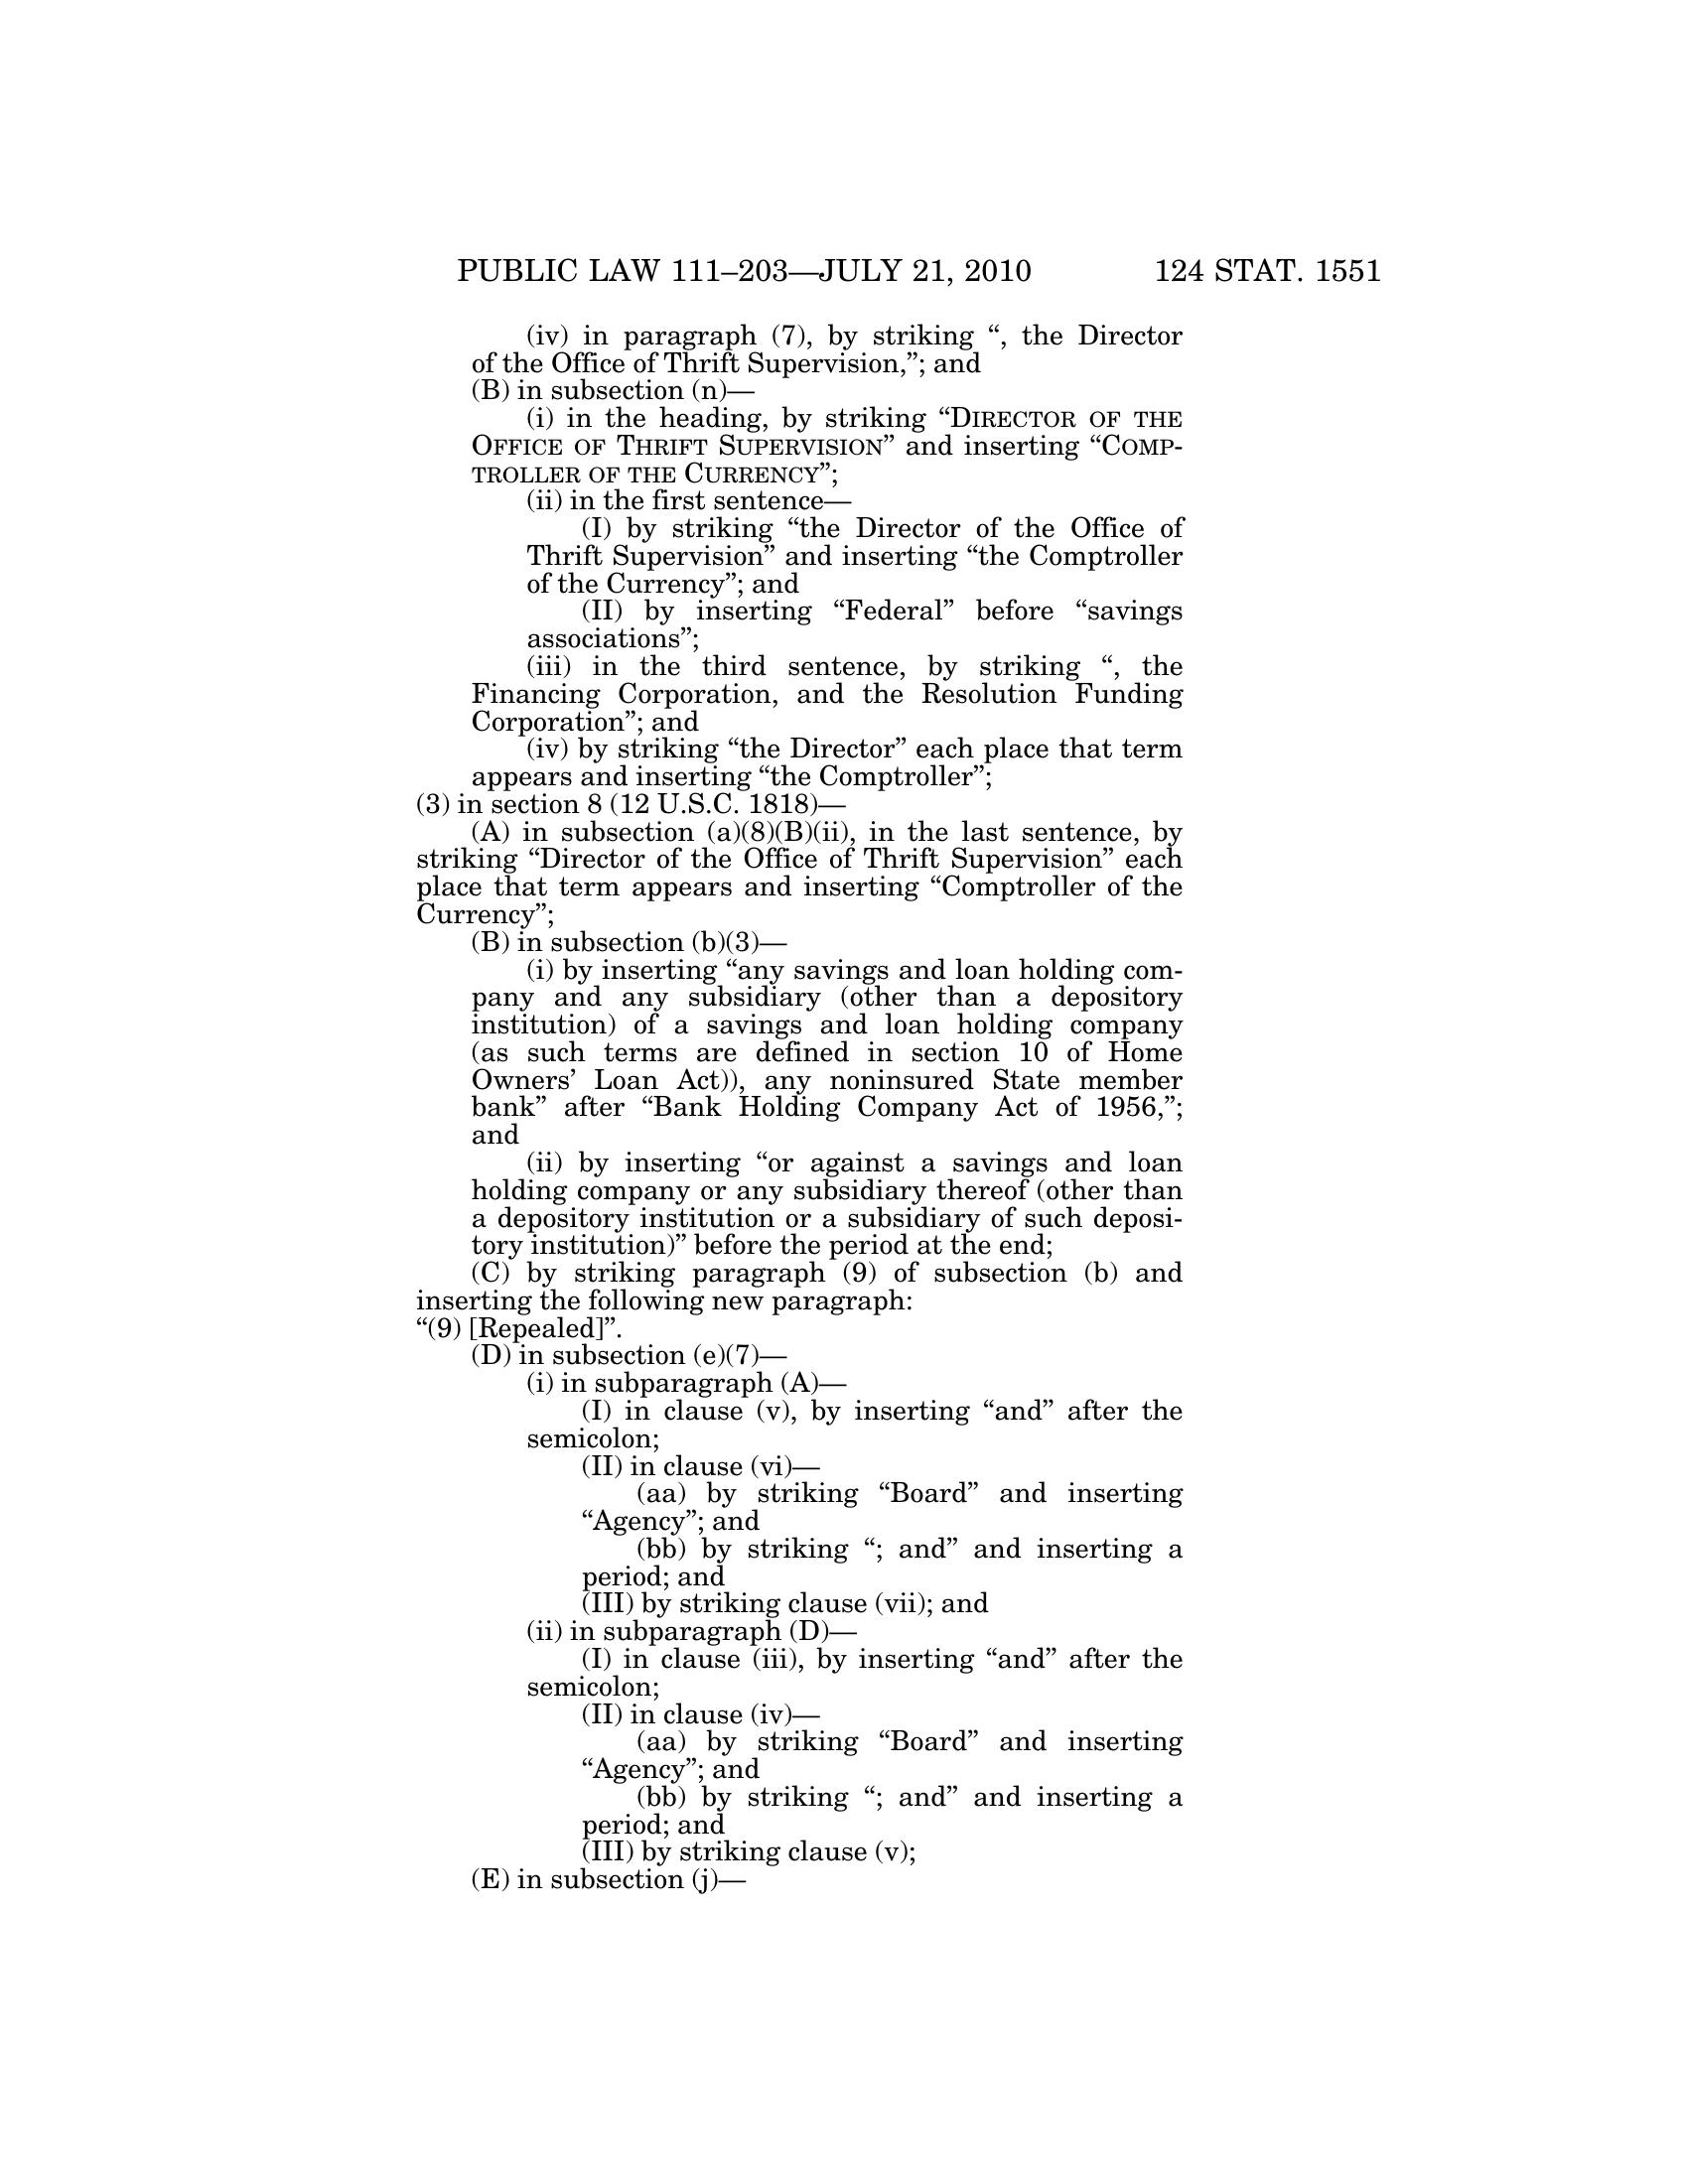 PUBLIC LAW 111–203—JULY 21, 2010 124 STAT. 1551
(iv) in paragraph (7), by striking “, the Director
of the Office of Thrift Supervision,”; and
(B) in subsection (n)—
(i) in the heading, by striking “DIRECTOR OF THE
OFFICE OF THRIFT SUPERVISION” and inserting “COMP-
TROLLER OF THE CURRENCY”;
(ii) in the first sentence—
(I) by striking “the Director of the Office of
Thrift Supervision” and inserting “the Comptroller
of the Currency”; and
(II) by inserting “Federal” before “savings
associations”;
(iii) in the third sentence, by striking “, the
Financing Corporation, and the Resolution Funding
Corporation”; and
(iv) by striking “the Director” each place that term
appears and inserting “the Comptroller”;
(3) in section 8 (12 U.S.C. 1818)—
(A) in subsection (a)(8)(B)(ii), in the last sentence, by
striking “Director of the Office of Thrift Supervision” each
place that term appears and inserting “Comptroller of the
Currency”;
(B) in subsection (b)(3)—
(i) by inserting “any savings and loan holding com-
pany and any subsidiary (other than a depository
institution) of a savings and loan holding company
(as such terms are defined in section 10 of Home
Owners’ Loan Act)), any noninsured State member
bank” after “Bank Holding Company Act of 1956,”;
and
(ii) by inserting “or against a savings and loan
holding company or any subsidiary thereof (other than
a depository institution or a subsidiary of such deposi-
tory institution)” before the period at the end;
(C) by striking paragraph (9) of subsection (b) and
inserting the following new paragraph:
“(9) [Repealed]”.
(D) in subsection (e)(7)—
(i) in subparagraph (A)—
(I) in clause (v), by inserting “and” after the
semicolon;
(II) in clause (vi)—
(aa) by striking “Board” and inserting
“Agency”; and
(bb) by striking “; and” and inserting a
period; and
(III) by striking clause (vii); and
(ii) in subparagraph (D)—
(I) in clause (iii), by inserting “and” after the
semicolon;
(II) in clause (iv)—
(aa) by striking “Board” and inserting
“Agency”; and
(bb) by striking “; and” and inserting a
period; and
(III) by striking clause (v);
(E) in subsection (j)—